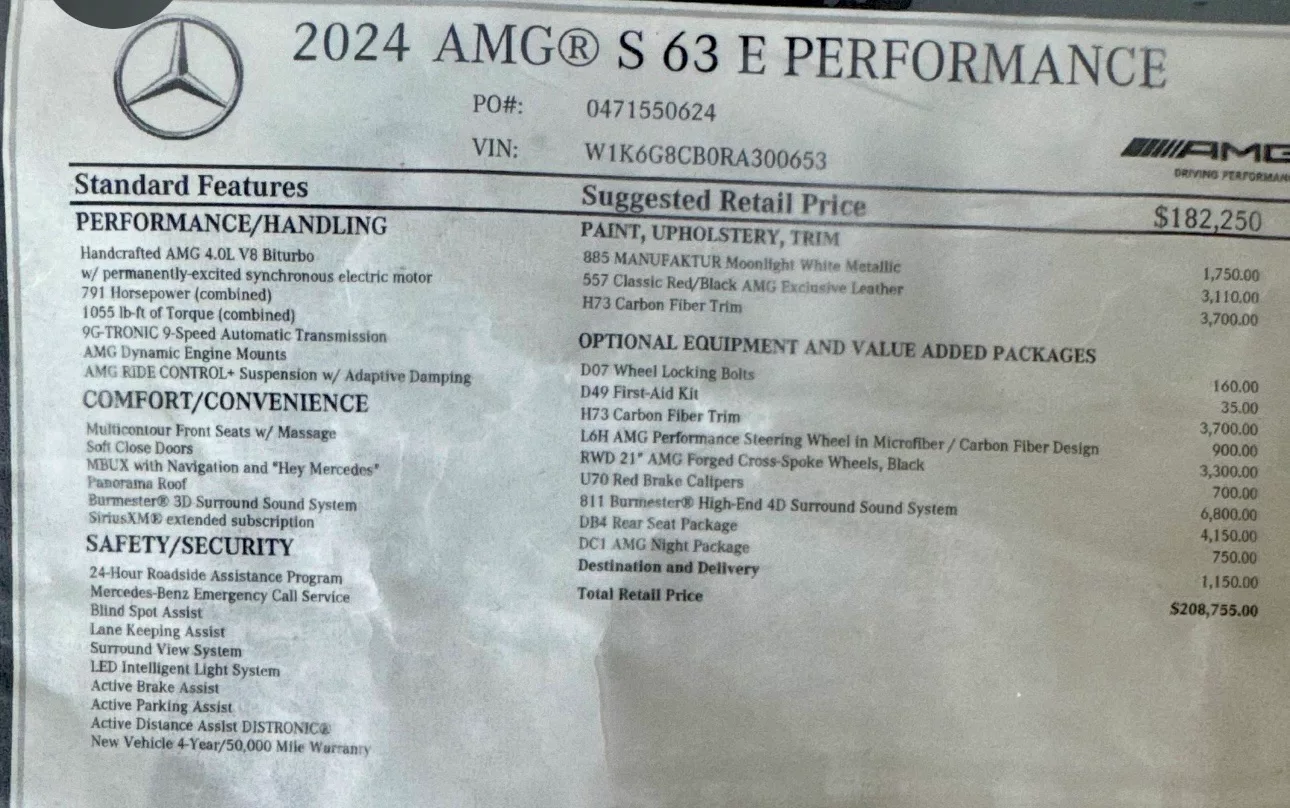 2024 AMG® S 63 E PERFORMANCE
PO#: 0471550624
VIN: W1K6G8CB0RA300653
AMG
DRIVING PERFORMAN
Standard Features
PERFORMANCE/HANDLING
Handcrafted AMG 4.0L V8 Biturbo
w/ permanently-excited synchronous electric motor
791 Horsepower (combined)
1055 lb-ft of Torque (combined)
9G-TRONIC 9-Speed Automatic Transmission
AMG Dynamic Engine Mounts
AMG RIDE CONTROL+ Suspension w/ Adaptive Damping
COMFORT/CONVENIENCE
Multicontour Front Seats w/ Massage
Soft Close Doors
MBUX with Navigation and "Hey Mercedes"
Panorama Roof
Burmester® 3D Surround Sound System
SiriusXM® extended subscription
SAFETY/SECURITY
24-Hour Roadside Assistance Program
Mercedes-Benz Emergency Call Service
Blind Spot Assist
Lane Keeping Assist
Surround View System
LED Intelligent Light System
Active Brake Assist
Active Parking Assist
Active Distance Assist DISTRONIC®
New Vehicle 4-Year/50,000 Mile Warranty
Suggested Retail Price $182,250
PAINT, UPHOLSTERY, TRIM
885 MANUFAKTUR Moonlight White Metallic 1,750.00
557 Classic Red/Black AMG Exclusive Leather 3,110.00
H73 Carbon Fiber Trim 3,700.00
OPTIONAL EQUIPMENT AND VALUE ADDED PACKAGES
D07 Wheel Locking Bolts 160.00
D49 First-Aid Kit 35.00
H73 Carbon Fiber Trim 3,700.00
L6H AMG Performance Steering Wheel in Microfiber / Carbon Fiber Design 900.00
RWD 21" AMG Forged Cross-Spoke Wheels, Black 3,300.00
U70 Red Brake Calipers 700.00
811 Burmester® High-End 4D Surround Sound System 6,800.00
DB4 Rear Seat Package 4,150.00
DC1 AMG Night Package 750.00
Destination and Delivery 1,150.00
Total Retail Price $208,755.00